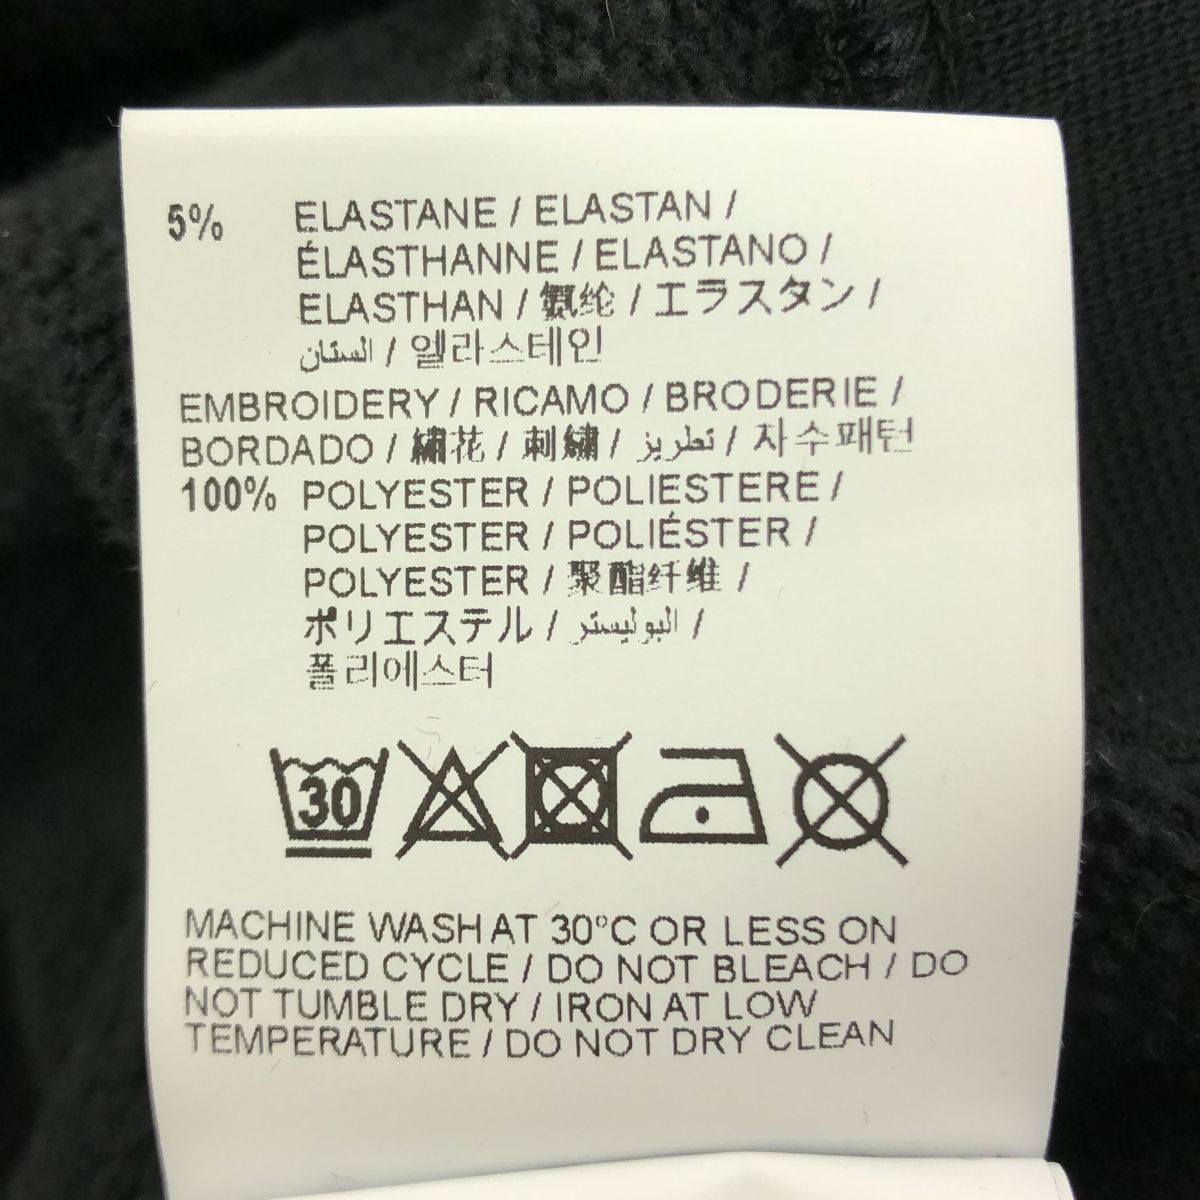 5% ELASTANE / ELASTAN /
ÉLASTHANNE / ELASTANO /
ELASTHAN / 氨纶 / エラスタン /
السستان / 엘라스테인
EMBROIDERY / RICAMO / BRODERIE /
BORDADO / 繡花 / 刺繍 / تطريز / 자수패턴
100% POLYESTER / POLIESTERE /
POLYESTER / POLIÉSTER /
POLYESTER / 聚酯纤维 /
ポリエステル / البوليستر /
폴리에스터
30
MACHINE WASH AT 30°C OR LESS ON
REDUCED CYCLE / DO NOT BLEACH / DO
NOT TUMBLE DRY / IRON AT LOW
TEMPERATURE / DO NOT DRY CLEAN